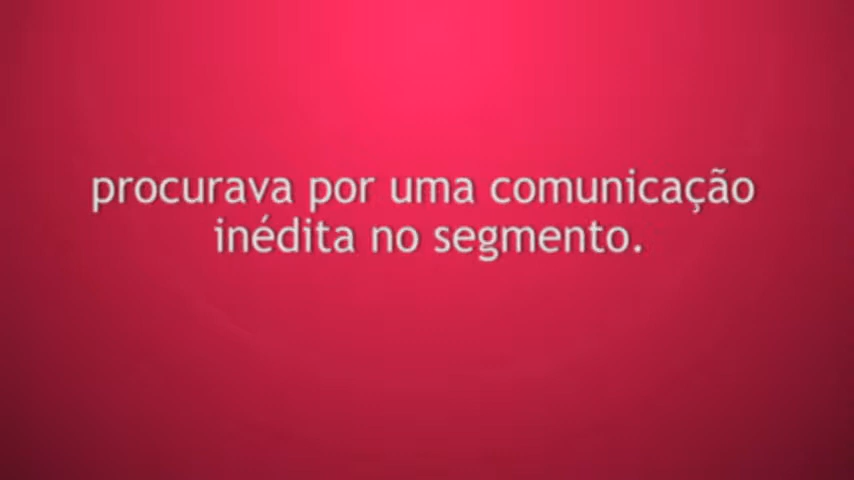 procurava por uma comunicação
inédita no segmento.